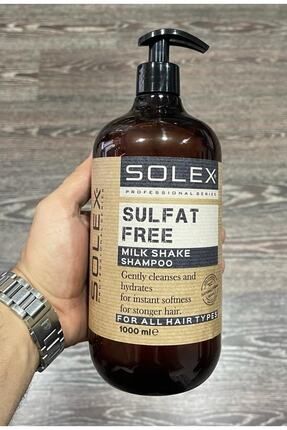 SOLEX
PROFESSIONAL SERIES
SULFAT
FREE
MILK SHAKE
SHAMPOO
Gently cleanses and
hydrates
for instant softness
for stonger hair.
FOR ALL HAIR TYPES
1000 ml℮
SOLEX